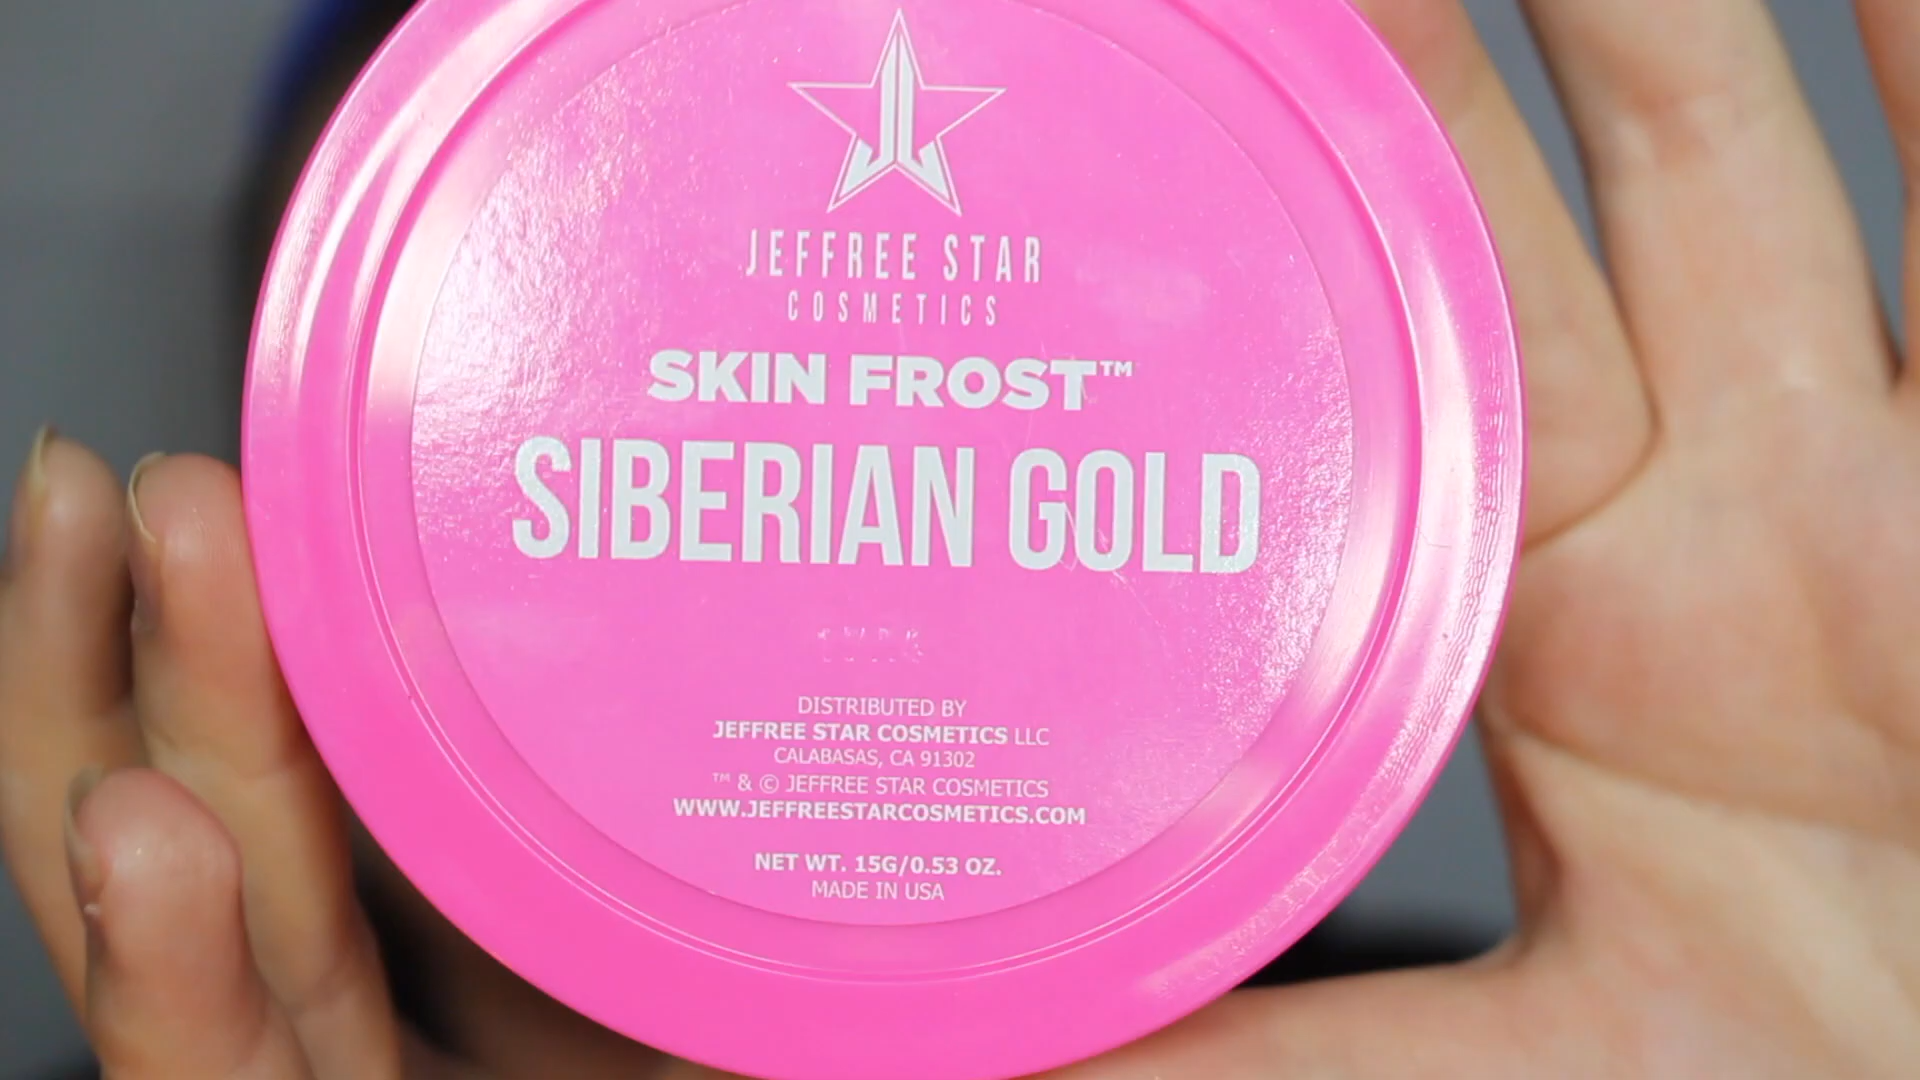 JEFFREE STAR
COSMETICS
SKIN FROST™
SIBERIAN GOLD
DISTRIBUTED BY
JEFFREE STAR COSMETICS LLC
CALABASAS, CA 91302
™ & © JEFFREE STAR COSMETICS
WWW.JEFFREESTARCOSMETICS.COM
NET WT. 15G/0.53 OZ.
MADE IN USA